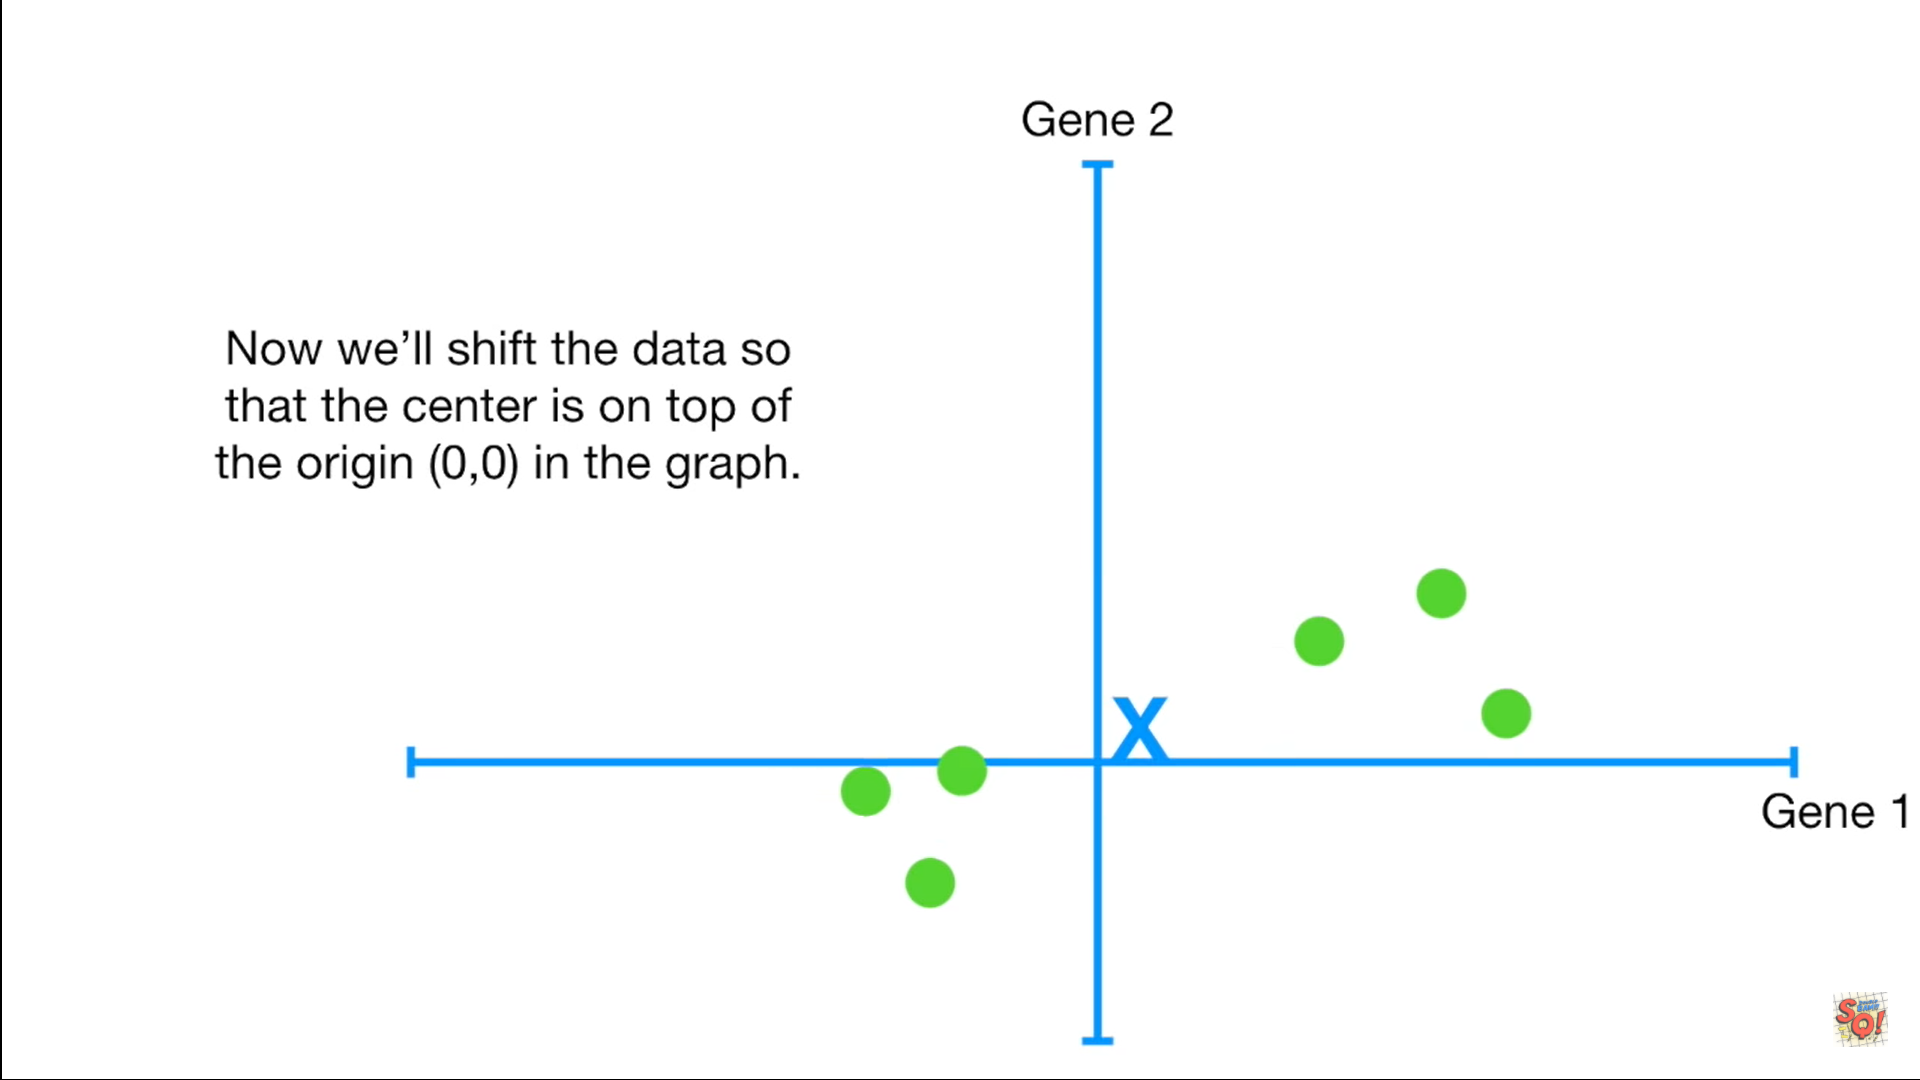 Gene 2
Now we’ll shift the data so
that the center is on top of
the origin (0,0) in the graph.
X
Gene 1
SQ!